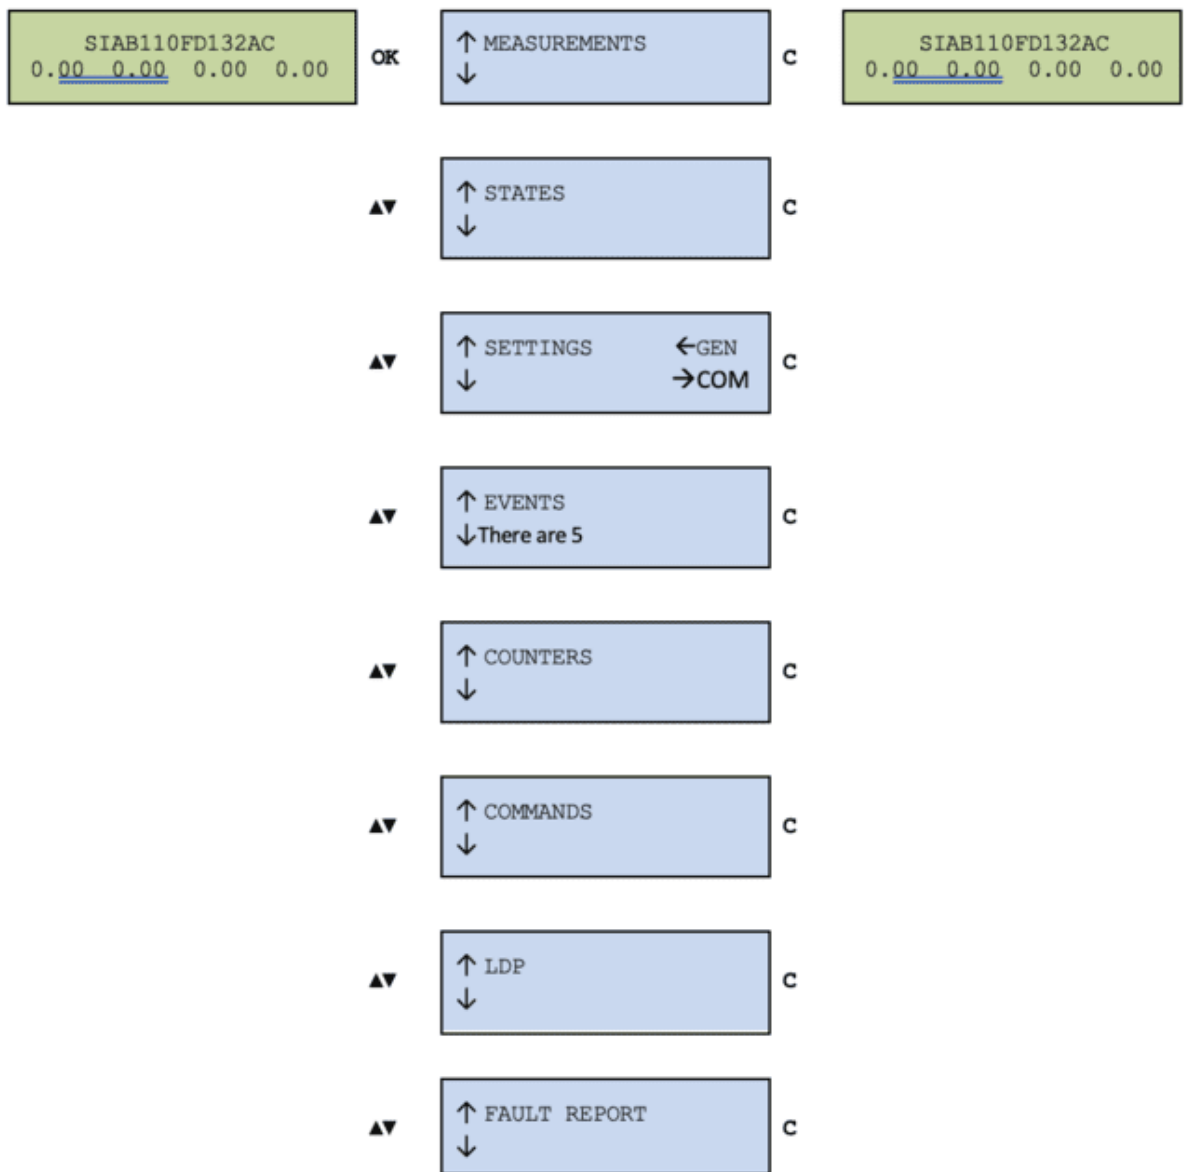 SIAB110FD132AC
0.00 0.00 0.00 0.00
OK
↑ MEASUREMENTS
↓
C
SIAB110FD132AC
0.00 0.00 0.00 0.00
▲▼
↑ STATES
↓
C
▲▼
↑ SETTINGS ←GEN
↓ →COM
C
▲▼
↑ EVENTS
↓There are 5
C
▲▼
↑ COUNTERS
↓
C
▲▼
↑ COMMANDS
↓
C
▲▼
↑ LDP
↓
C
▲▼
↑ FAULT REPORT
↓
C